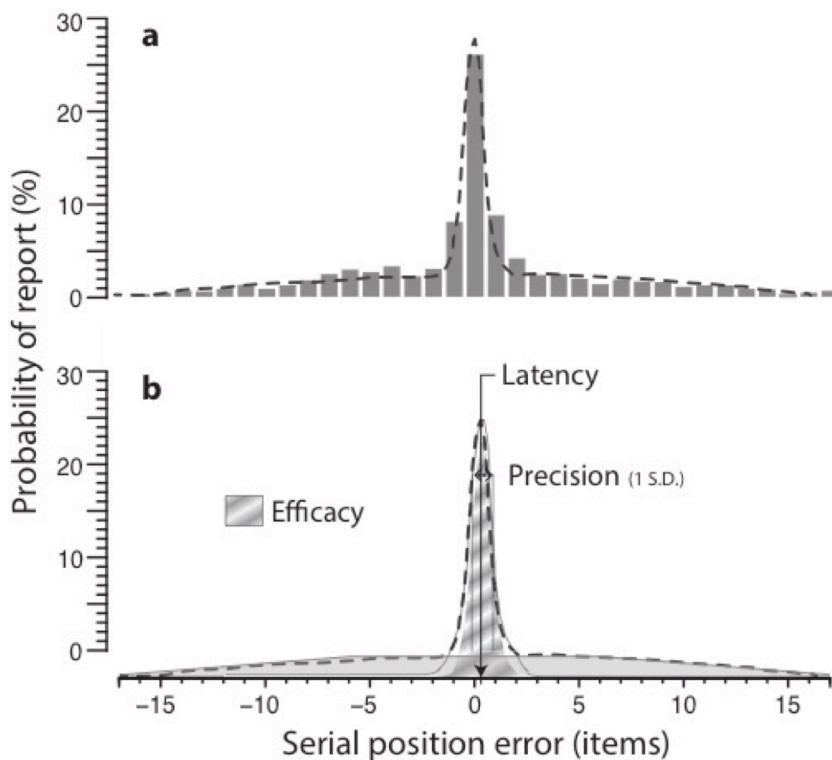 a
30
20
10
0
Probability of report (%)
b
30
20
10
0
Latency
Precision (1 S.D.)
Efficacy
−15 −10 −5 0 5 10 15
Serial position error (items)